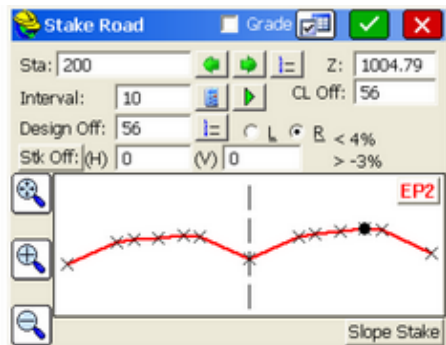 Stake Road Grade
Sta: 200 Z: 1004.79
Interval: 10 CL Off: 56
Design Off: 56 L R < 4%
Stk Off: (H) 0 (V) 0 > -3%
EP2
Slope Stake